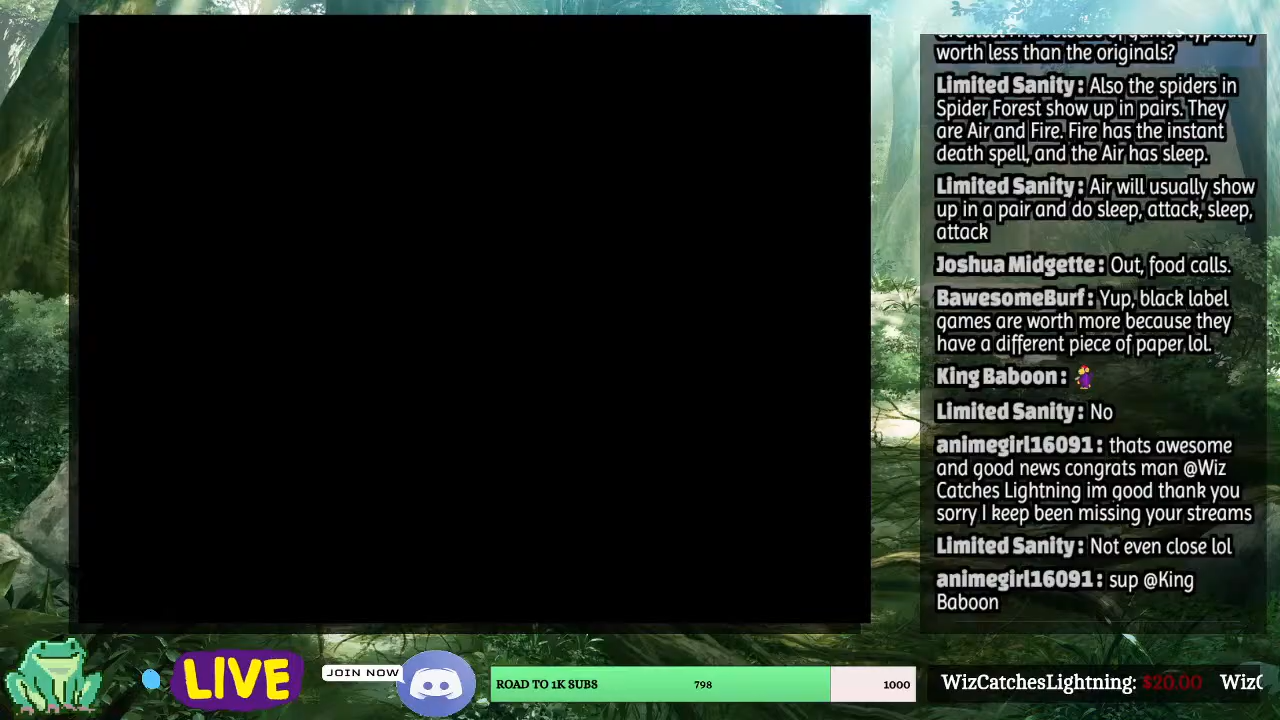 worth less than the originals?
Limited Sanity: Also the spiders in
Spider Forest show up in pairs. They
are Air and Fire. Fire has the instant
death spell, and the Air has sleep.
Limited Sanity: Air will usually show
up in a pair and do sleep, attack, sleep,
attack
Joshua Midgette: Out, food calls.
BawesomeBurf: Yup, black label
games are worth more because they
have a different piece of paper lol.
King Baboon:
Limited Sanity: No
animegirl16091: thats awesome
and good news congrats man @Wiz
Catches Lightning im good thank you
sorry I keep been missing your streams
Limited Sanity: Not even close lol
animegirl16091: sup @King
Baboon
LIVE
JOIN NOW
ROAD TO 1K SUBS 798 1000
WizCatchesLightning: $20.00